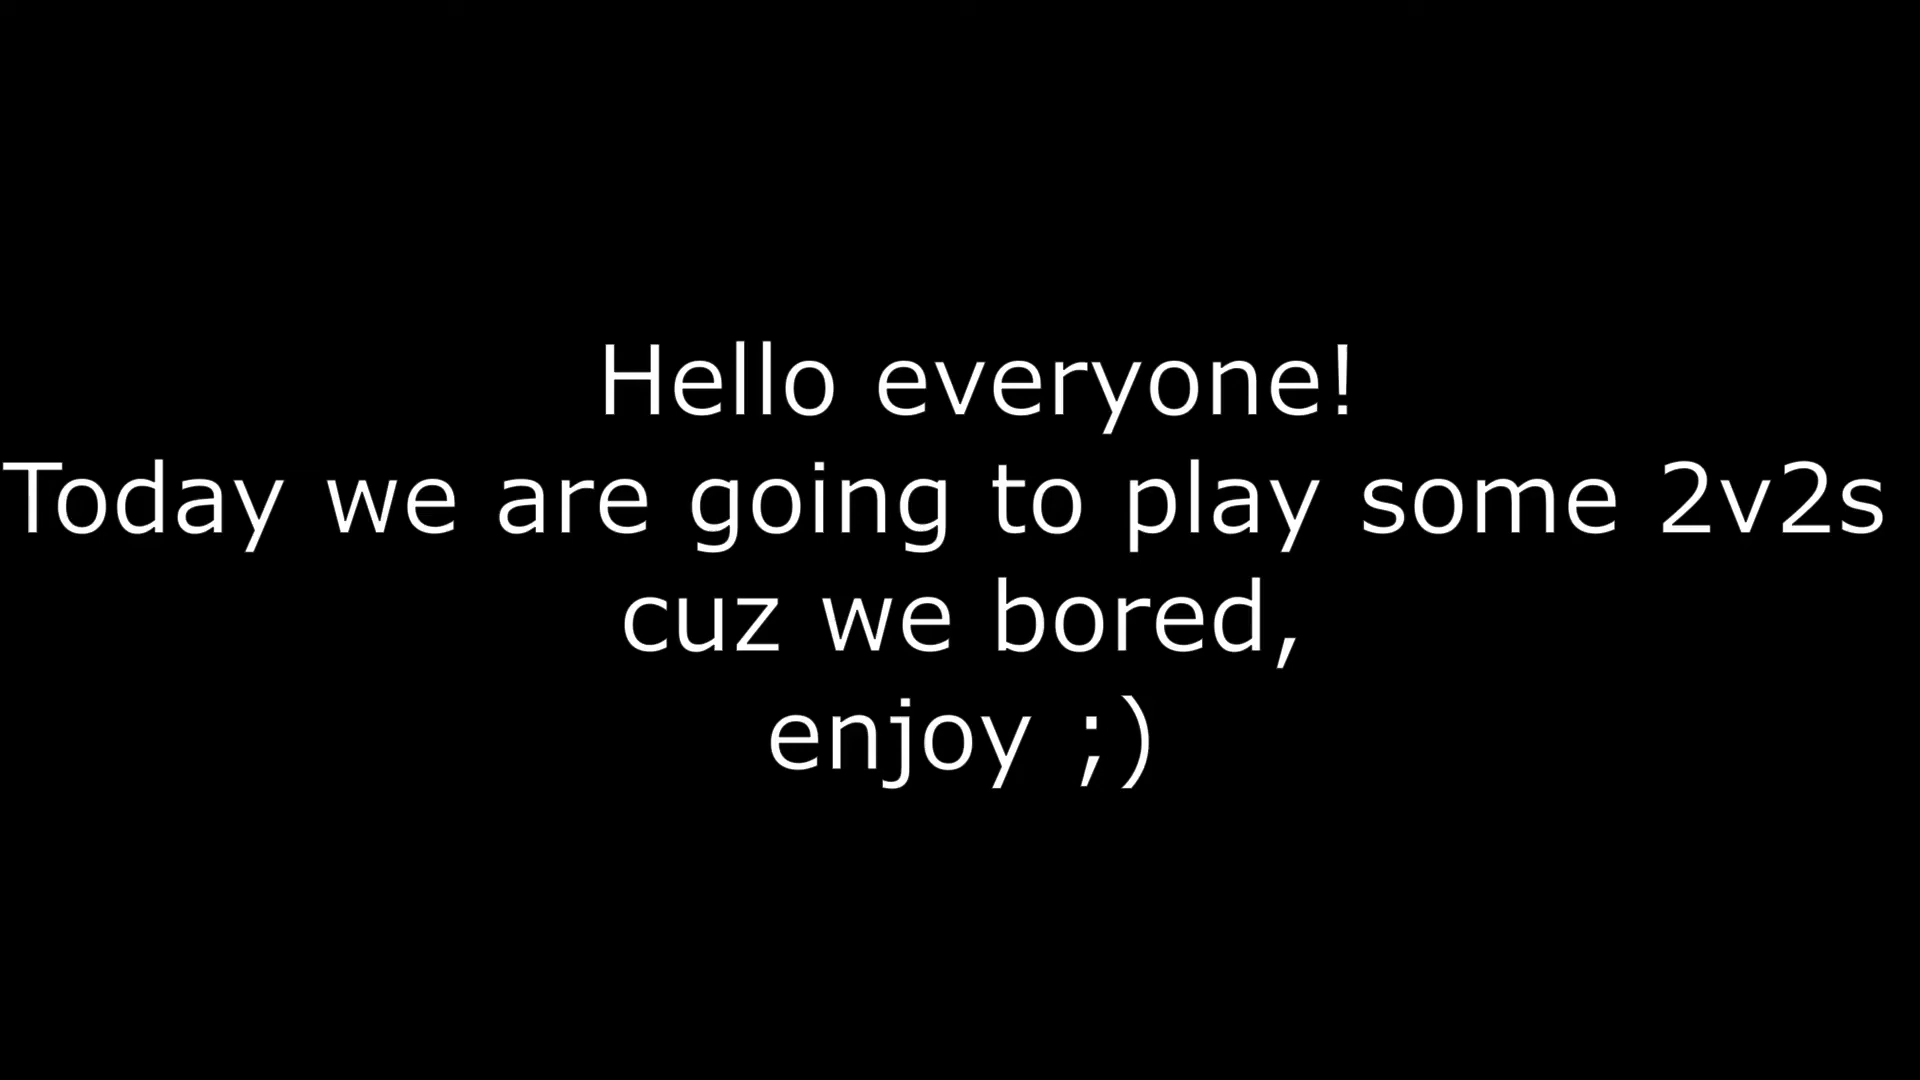 Hello everyone!
Today we are going to play some 2v2s
cuz we bored,
enjoy ;)